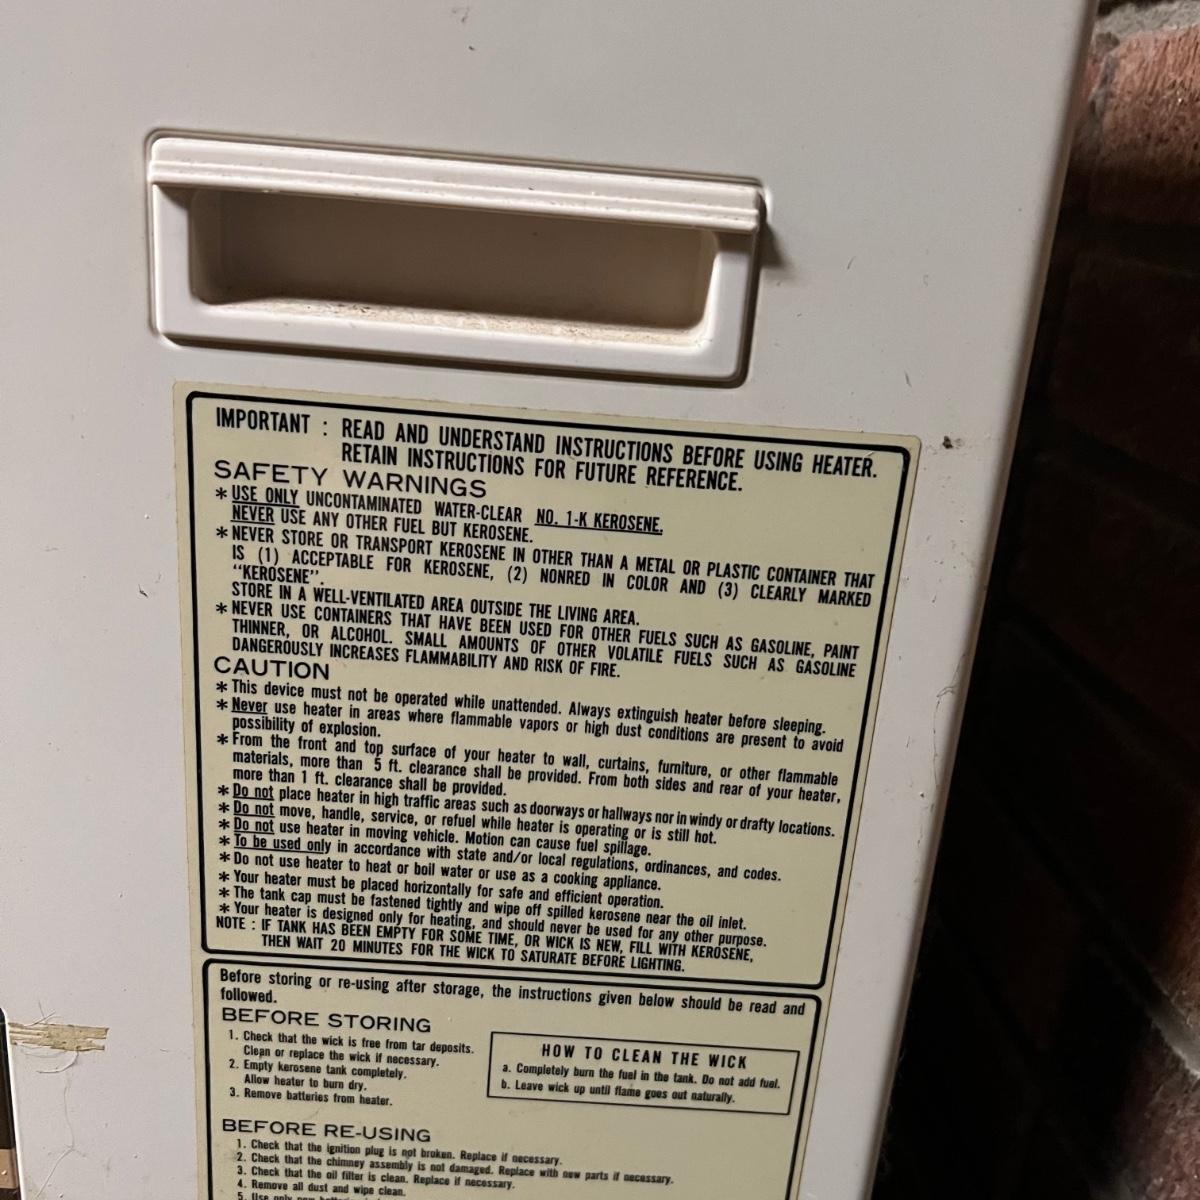 IMPORTANT : READ AND UNDERSTAND INSTRUCTIONS BEFORE USING HEATER.
RETAIN INSTRUCTIONS FOR FUTURE REFERENCE.
SAFETY WARNINGS
* USE ONLY UNCONTAMINATED WATER-CLEAR NO. 1-K KEROSENE.
NEVER USE ANY OTHER FUEL BUT KEROSENE.
* NEVER STORE OR TRANSPORT KEROSENE IN OTHER THAN A METAL OR PLASTIC CONTAINER THAT
IS (1) ACCEPTABLE FOR KEROSENE, (2) NONRED IN COLOR AND (3) CLEARLY MARKED
"KEROSENE".
STORE IN A WELL-VENTILATED AREA OUTSIDE THE LIVING AREA.
* NEVER USE CONTAINERS THAT HAVE BEEN USED FOR OTHER FUELS SUCH AS GASOLINE, PAINT
THINNER, OR ALCOHOL. SMALL AMOUNTS OF OTHER VOLATILE FUELS SUCH AS GASOLINE
DANGEROUSLY INCREASES FLAMMABILITY AND RISK OF FIRE.
CAUTION
* This device must not be operated while unattended. Always extinguish heater before sleeping.
* Never use heater in areas where flammable vapors or high dust conditions are present to avoid
possibility of explosion.
* From the front and top surface of your heater to wall, curtains, furniture, or other flammable
materials, more than 5 ft. clearance shall be provided. From both sides and rear of your heater,
more than 1 ft. clearance shall be provided.
* Do not place heater in high traffic areas such as doorways or hallways nor in windy or drafty locations.
* Do not move, handle, service, or refuel while heater is operating or is still hot.
* Do not use heater in moving vehicle. Motion can cause fuel spillage.
* To be used only in accordance with state and/or local regulations, ordinances, and codes.
* Do not use heater to heat or boil water or use as a cooking appliance.
* Your heater must be placed horizontally for safe and efficient operation.
* The tank cap must be fastened tightly and wipe off spilled kerosene near the oil inlet.
* Your heater is designed only for heating, and should never be used for any other purpose.
NOTE : IF TANK HAS BEEN EMPTY FOR SOME TIME, OR WICK IS NEW, FILL WITH KEROSENE,
THEN WAIT 20 MINUTES FOR THE WICK TO SATURATE BEFORE LIGHTING.
Before storing or re-using after storage, the instructions given below should be read and
followed.
BEFORE STORING
1. Check that the wick is free from tar deposits.
Clean or replace the wick if necessary.
2. Empty kerosene tank completely.
Allow heater to burn dry.
3. Remove batteries from heater.
HOW TO CLEAN THE WICK
a. Completely burn the fuel in the tank. Do not add fuel.
b. Leave wick up until flame goes out naturally.
BEFORE RE-USING
1. Check that the ignition plug is not broken. Replace if necessary.
2. Check that the chimney assembly is not damaged. Replace with new parts if necessary.
3. Check that the oil filter is clean. Replace if necessary.
4. Remove all dust and wipe clean.
5. Use only new